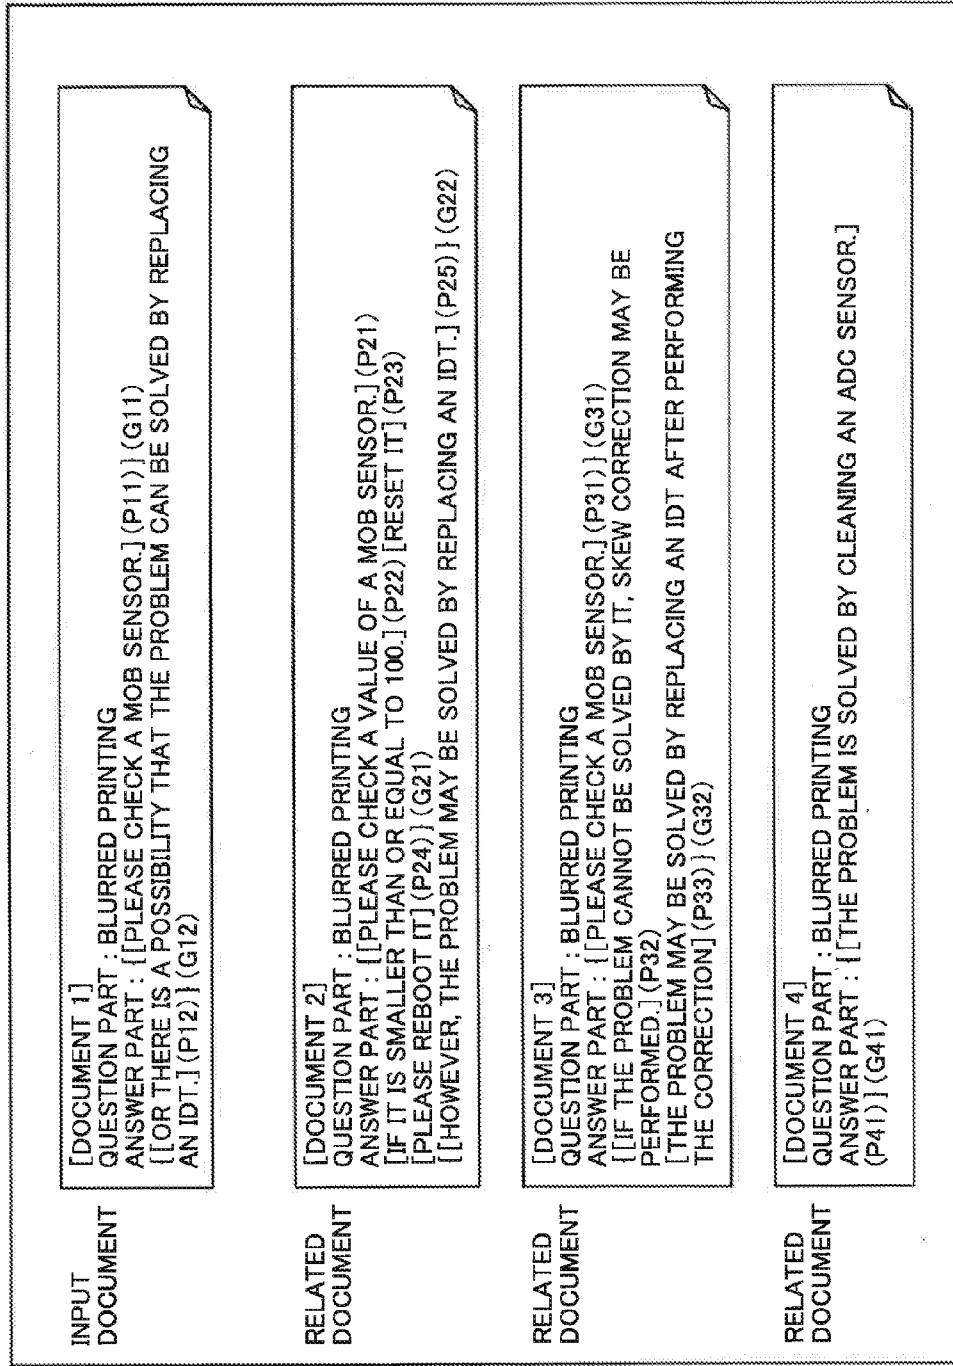 INPUT
DOCUMENT
[DOCUMENT 1]
QUESTION PART : BLURRED PRINTING
ANSWER PART : {[PLEASE CHECK A MOB SENSOR.](P11)}(G11)
{[OR THERE IS A POSSIBILITY THAT THE PROBLEM CAN BE SOLVED BY REPLACING
AN IDT.](P12)}(G12)
RELATED
DOCUMENT
[DOCUMENT 2]
QUESTION PART : BLURRED PRINTING
ANSWER PART : {[PLEASE CHECK A VALUE OF A MOB SENSOR.](P21)
[IF IT IS SMALLER THAN OR EQUAL TO 100.](P22)[RESET IT](P23)
[PLEASE REBOOT IT](P24)}(G21)
{[HOWEVER, THE PROBLEM MAY BE SOLVED BY REPLACING AN IDT.](P25)}(G22)
RELATED
DOCUMENT
[DOCUMENT 3]
QUESTION PART : BLURRED PRINTING
ANSWER PART : {[PLEASE CHECK A MOB SENSOR.](P31)}(G31)
{[IF THE PROBLEM CANNOT BE SOLVED BY IT, SKEW CORRECTION MAY BE
PERFORMED.](P32)
[THE PROBLEM MAY BE SOLVED BY REPLACING AN IDT AFTER PERFORMING
THE CORRECTION](P33)}(G32)
RELATED
DOCUMENT
[DOCUMENT 4]
QUESTION PART : BLURRED PRINTING
ANSWER PART : {[THE PROBLEM IS SOLVED BY CLEANING AN ADC SENSOR.]
(P41)}(G41)